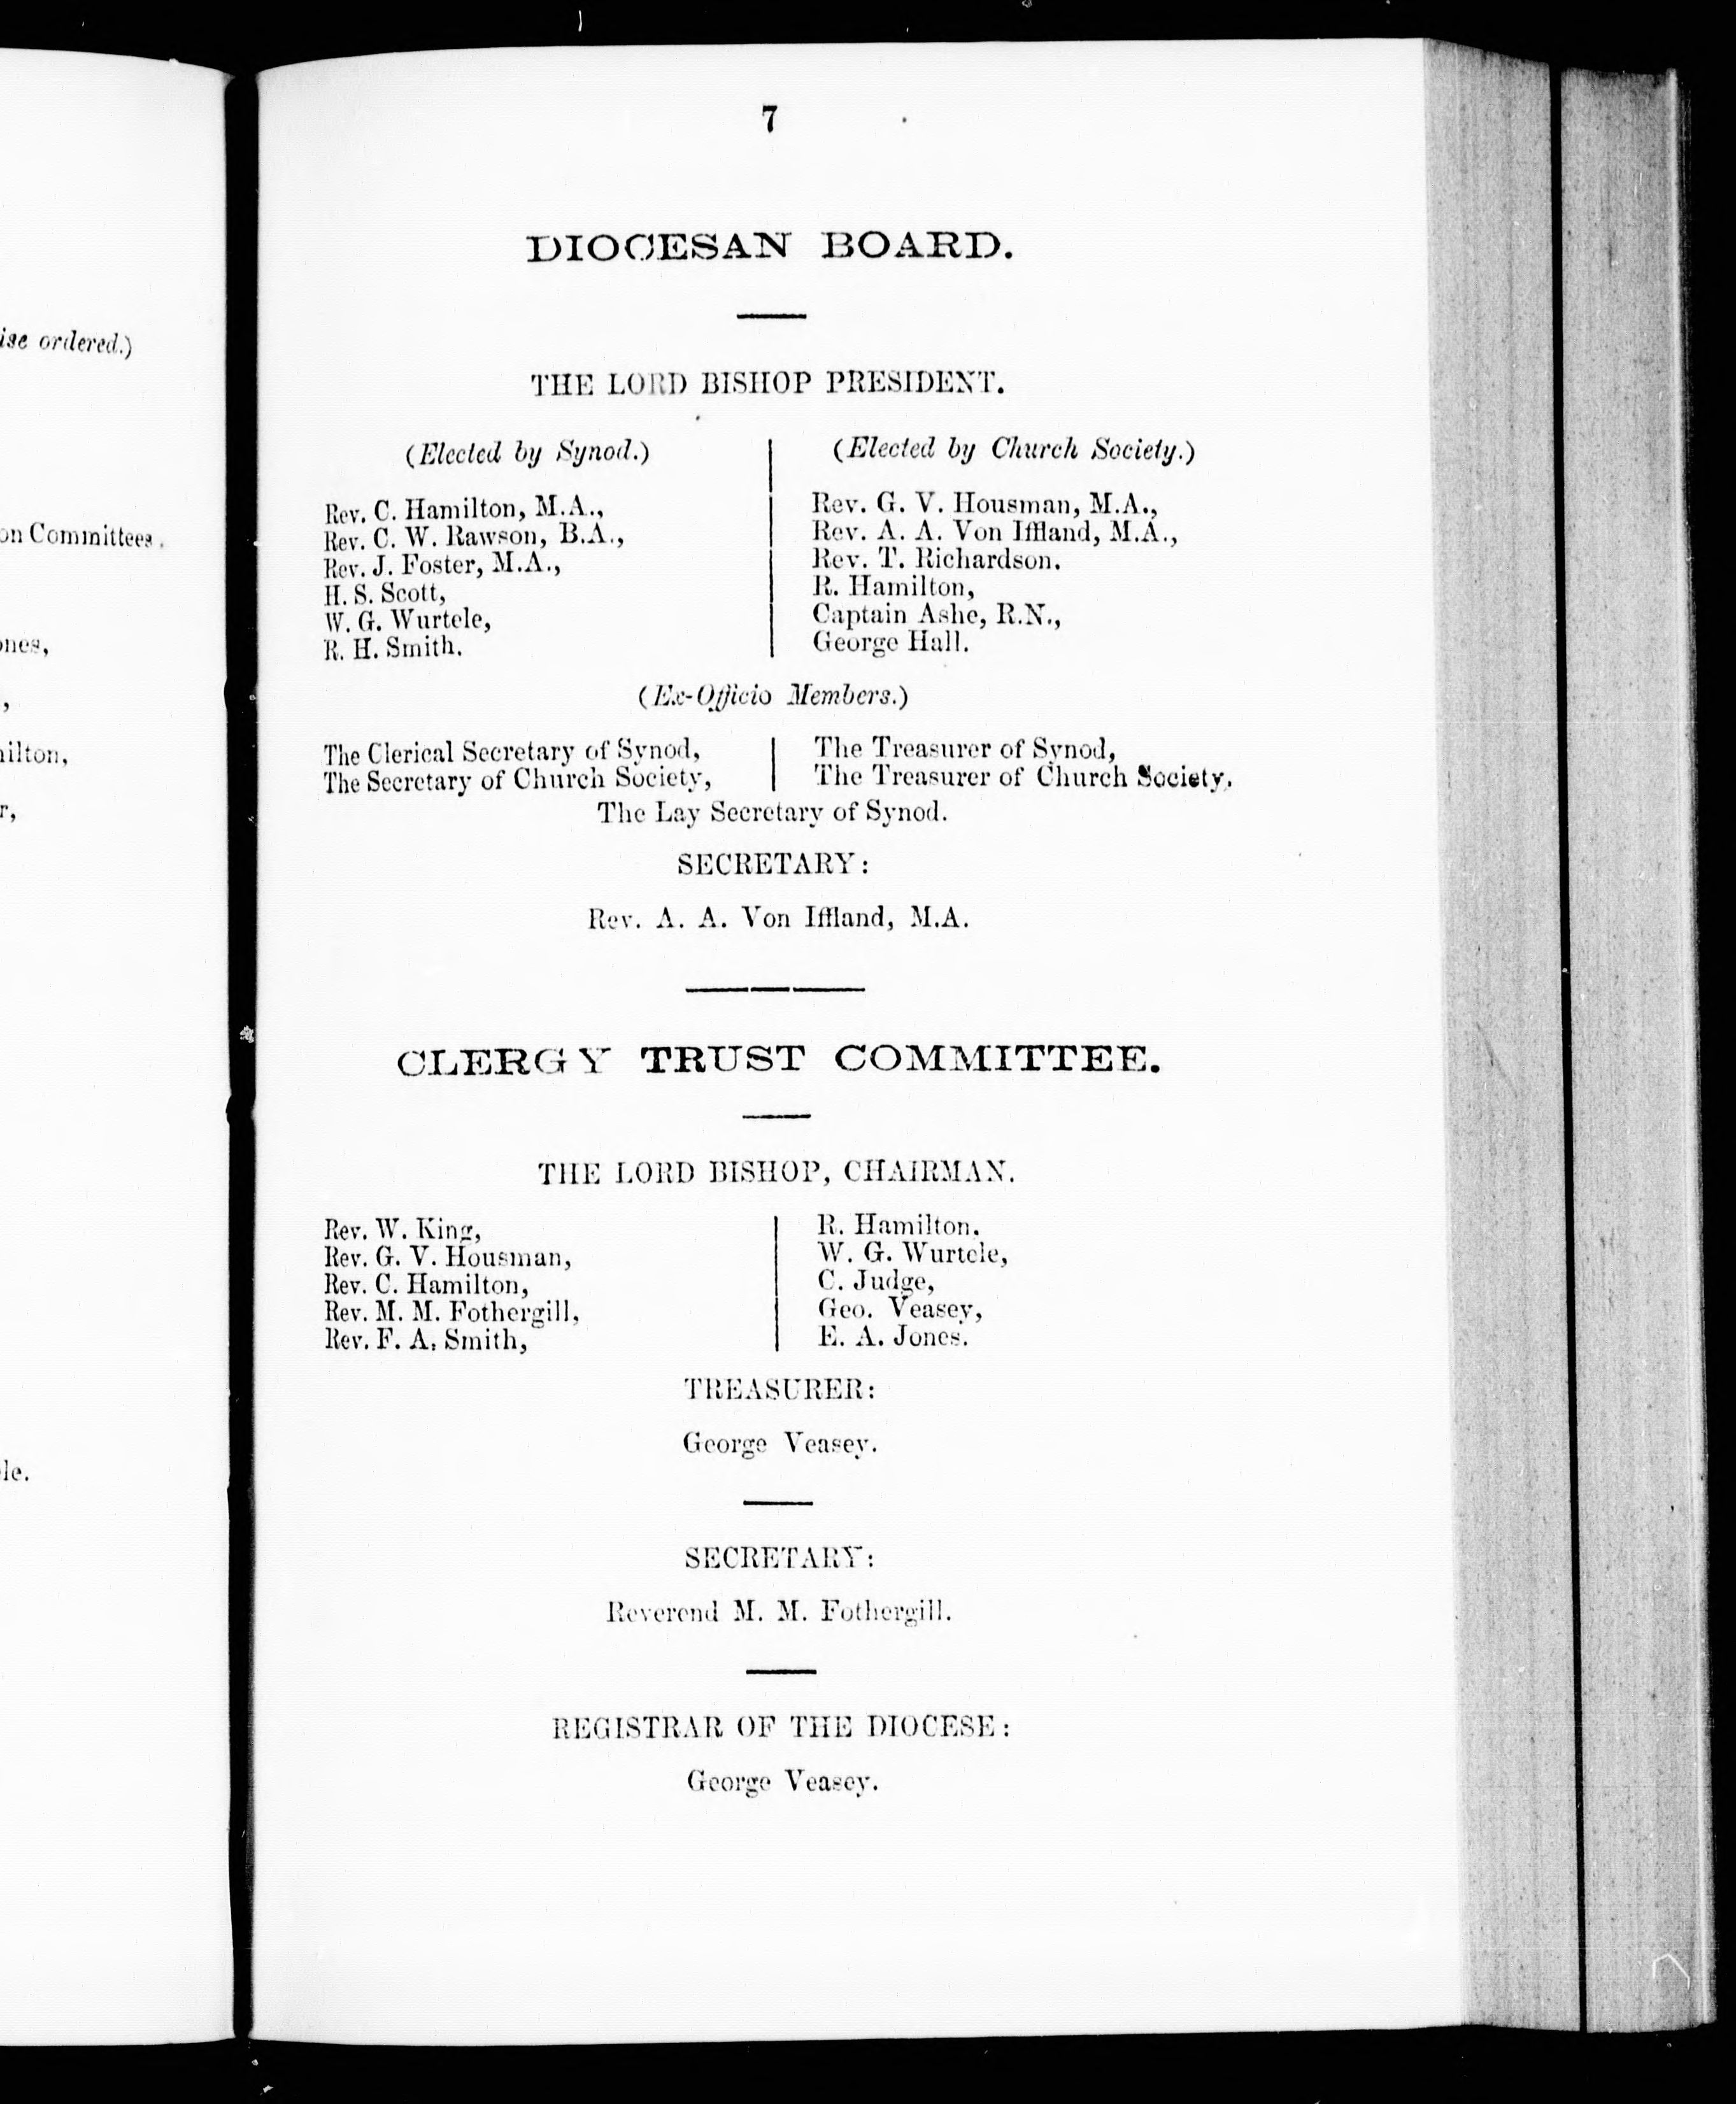 ordered.)
on Committees.
7
DIOCESAN BOARD.
THE LORD BISHOP PRESIDENT.
(Elected by Synod.)
Rev. C. Hamilton, M.A.,
Rev. C. W. Rawson, B.A.,
Rev. J. Foster, M.A.,
H. S. Scott,
W. G. Wurtele,
R. H. Smith.
(Elected by Church Society.)
Rev. G. V. Housman, M.A.,
Rev. A. A. Von Iffland, M.A.,
Rev. T. Richardson.
R. Hamilton,
Captain Ashe, R.N.,
George Hall.
(Ex-Officio Members.)
The Clerical Secretary of Synod,
The Secretary of Church Society,
The Treasurer of Synod,
The Treasurer of Church Society.
The Lay Secretary of Synod.
SECRETARY:
Rev. A. A. Von Iffland, M.A.
CLERGY TRUST COMMITTEE.
THE LORD BISHOP, CHAIRMAN.
Rev. W. King,
Rev. G. V. Housman,
Rev. C. Hamilton,
Rev. M. M. Fothergill,
Rev. F. A. Smith,
R. Hamilton.
W. G. Wurtele,
C. Judge,
Geo. Veasey,
E. A. Jones.
TREASURER:
George Veasey.
SECRETARY:
Reverend M. M. Fothergill.
REGISTRAR OF THE DIOCESE:
George Veasey.